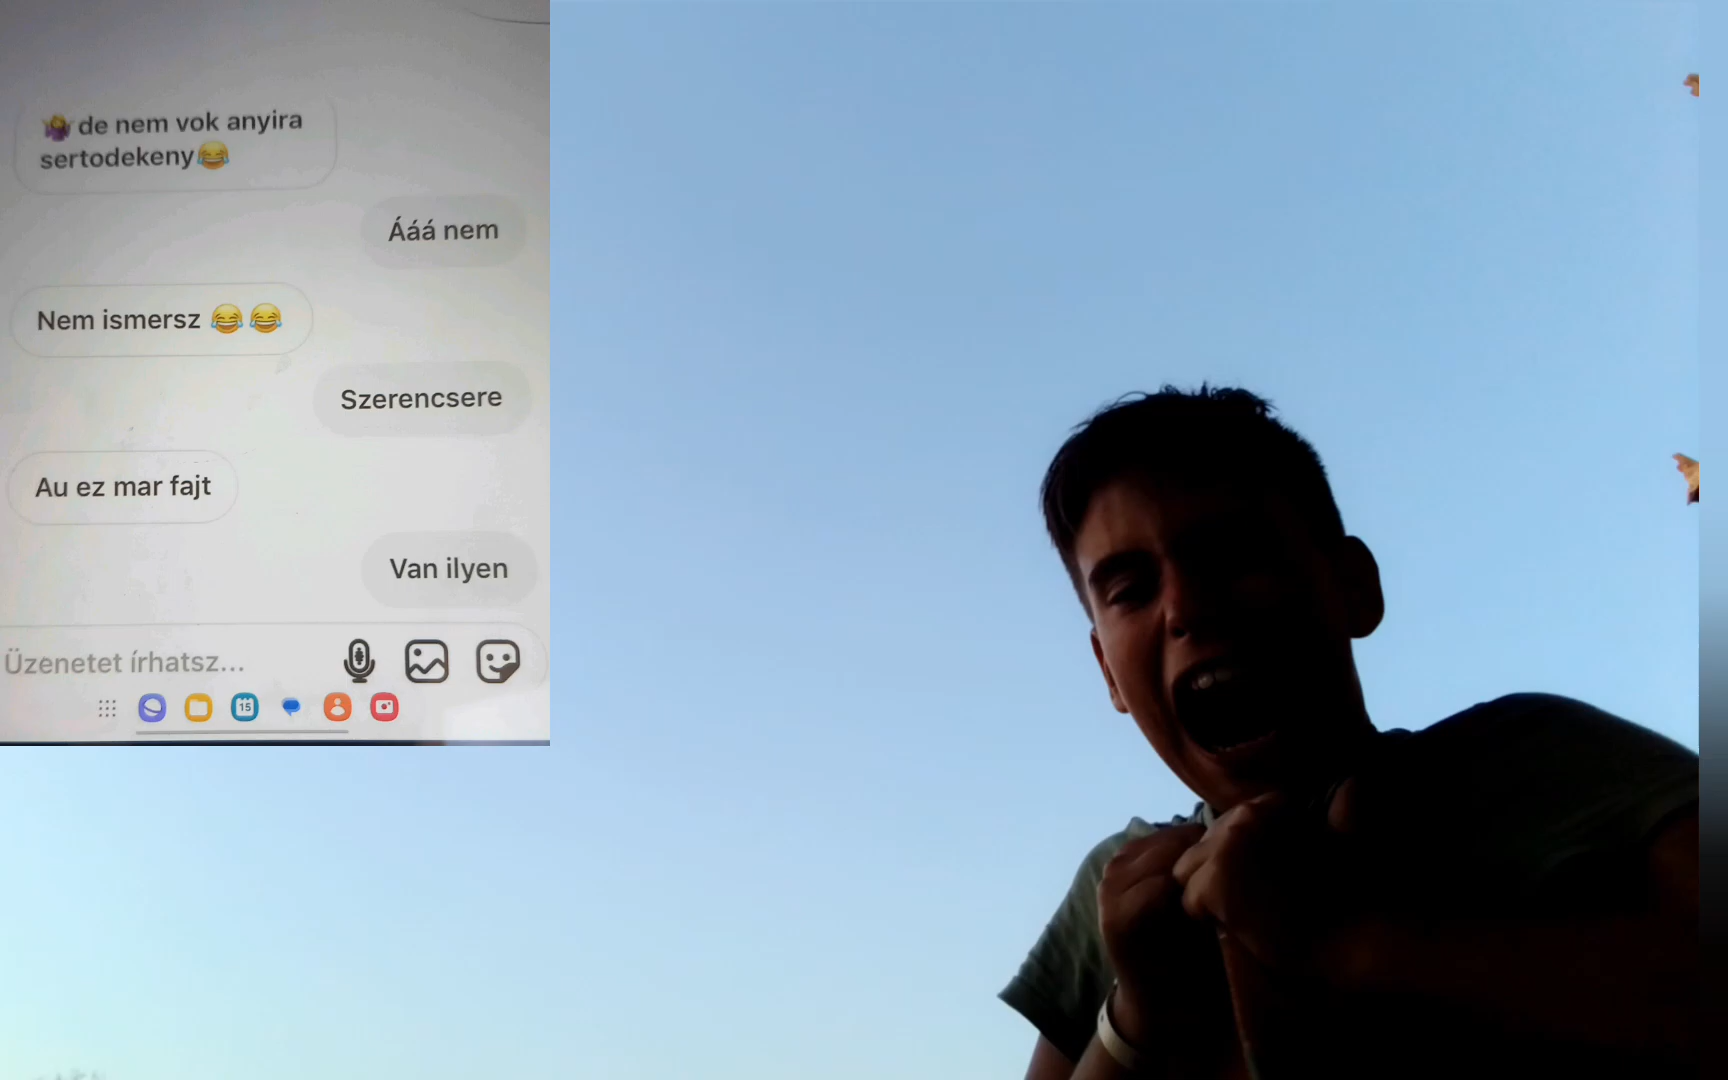 de nem vok anyira
sertodekeny
Ááá nem
Nem ismersz
Szerencsere
Au ez mar fajt
Van ilyen
Üzenetet írhatsz...
15